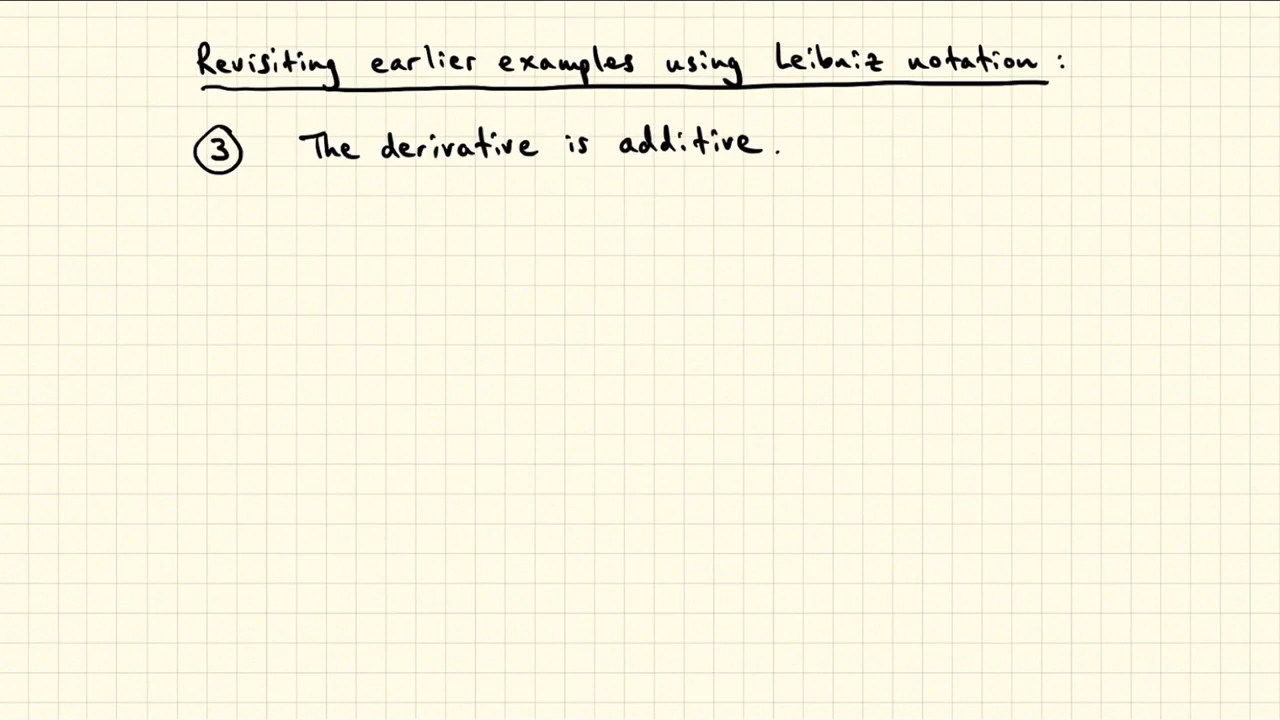 Revisiting earlier examples using Leibniz notation :
③ The derivative is additive.